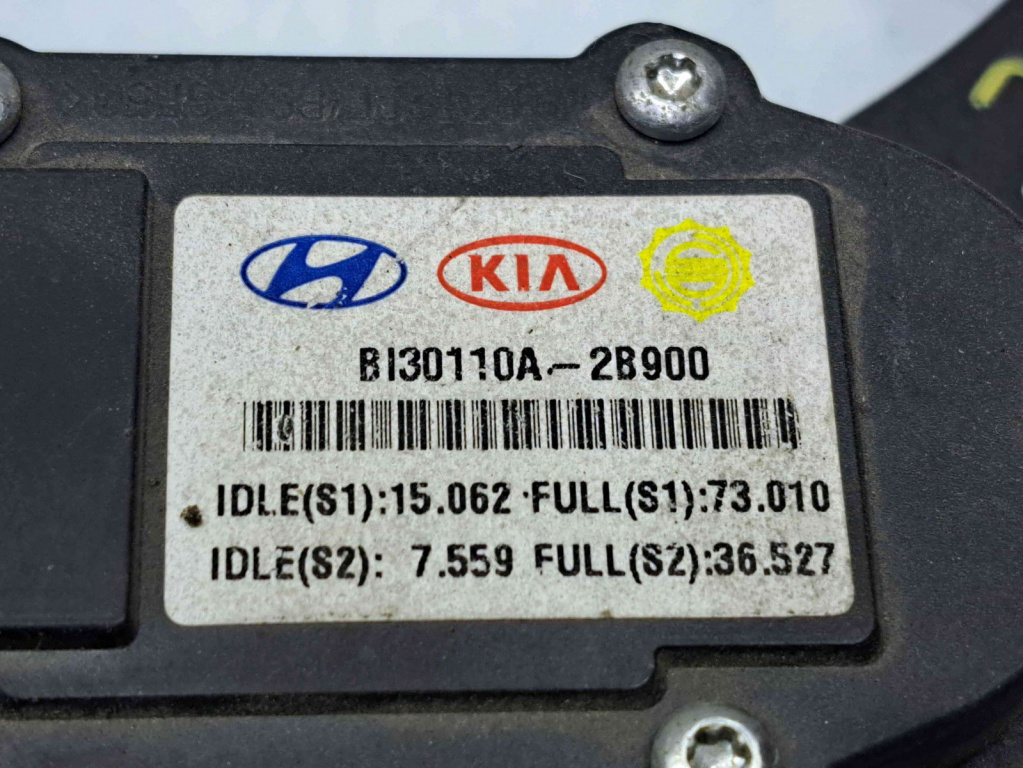 KIA
BI30110A-2B900
IDLE(S1):15.062 FULL(S1):73.010
IDLE(S2): 7.559 FULL(S2):36.527